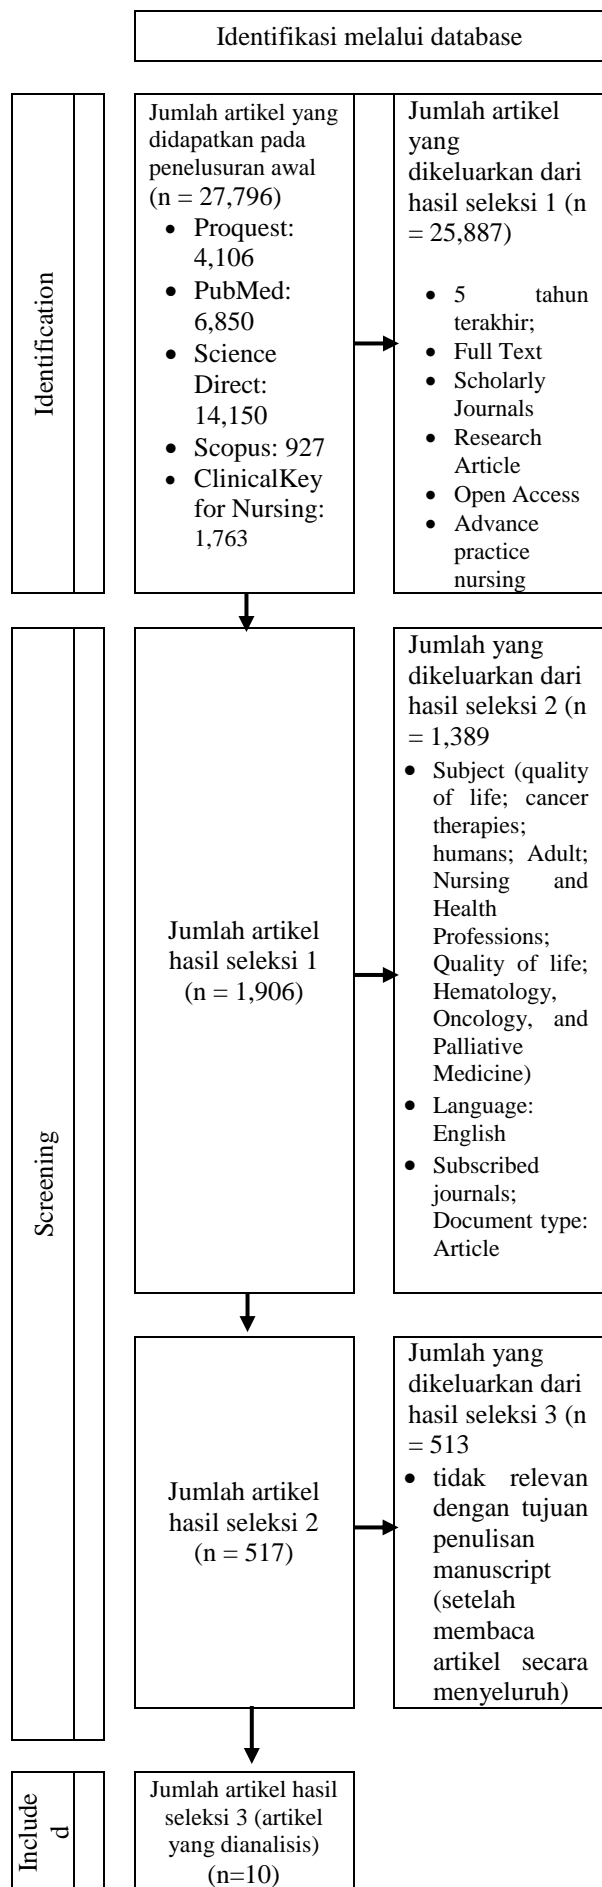 Identifikasi melalui database
Identification
Jumlah artikel yang
didapatkan pada
penelusuran awal
(n = 27,796)
• Proquest:
4,106
• PubMed:
6,850
• Science
Direct:
14,150
• Scopus: 927
• ClinicalKey
for Nursing:
1,763
Jumlah artikel
yang
dikeluarkan dari
hasil seleksi 1 (n
= 25,887)
• 5 tahun
terakhir;
• Full Text
• Scholarly
Journals
• Research
Article
• Open Access
• Advance
practice
nursing
Screening
Jumlah artikel
hasil seleksi 1
(n = 1,906)
Jumlah yang
dikeluarkan dari
hasil seleksi 2 (n
= 1,389
• Subject (quality
of life; cancer
therapies;
humans; Adult;
Nursing and
Health
Professions;
Quality of life;
Hematology,
Oncology, and
Palliative
Medicine)
• Language:
English
• Subscribed
journals;
Document type:
Article
Jumlah artikel
hasil seleksi 2
(n = 517)
Jumlah yang
dikeluarkan dari
hasil seleksi 3 (n
= 513
• tidak relevan
dengan tujuan
penulisan
manuscript
(setelah
membaca
artikel secara
menyeluruh)
Include
d
Jumlah artikel hasil
seleksi 3 (artikel
yang dianalisis)
(n=10)